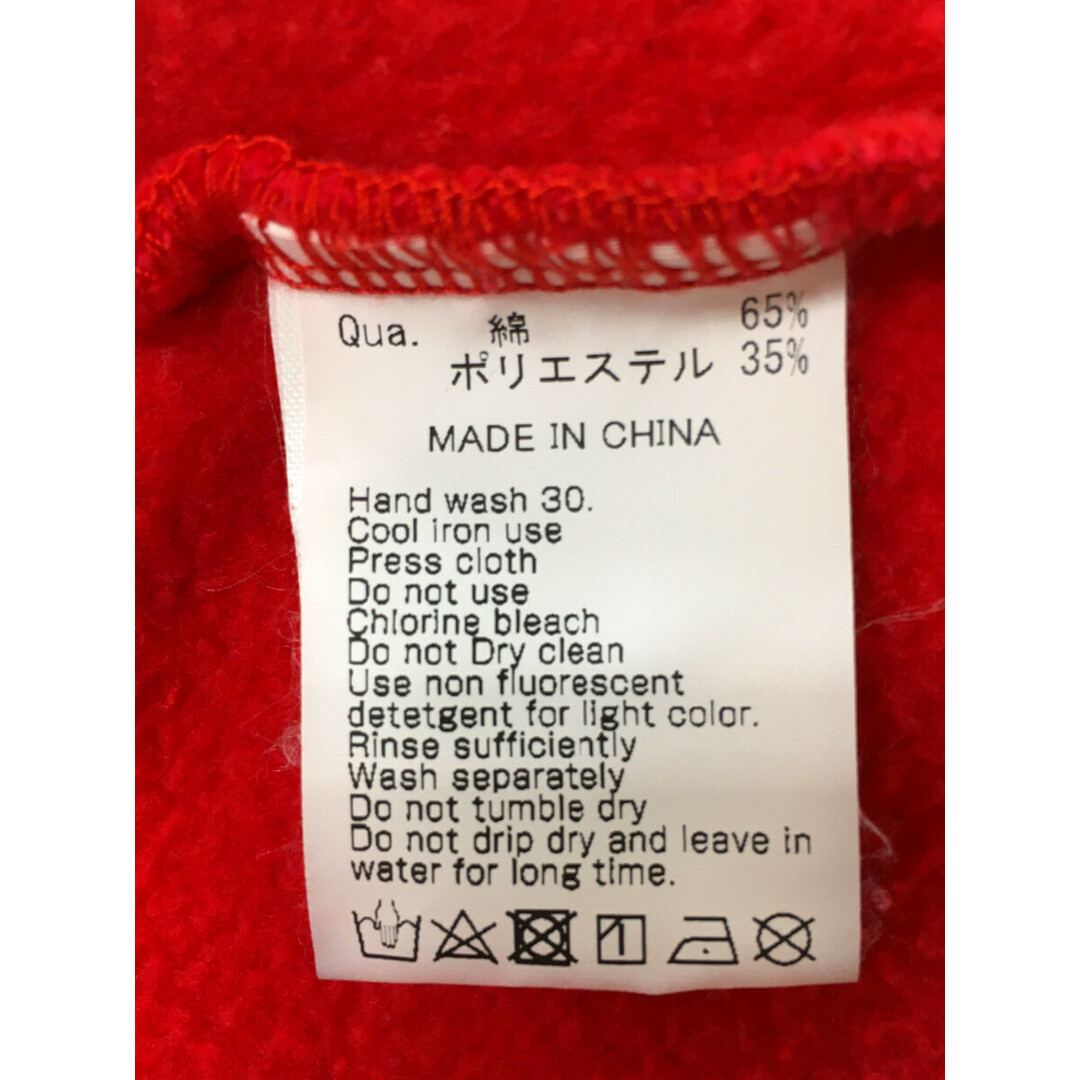 Qua. 綿 65%
ポリエステル 35%
MADE IN CHINA
Hand wash 30.
Cool iron use
Press cloth
Do not use
Chlorine bleach
Do not Dry clean
Use non fluorescent
detetgent for light color.
Rinse sufficiently
Wash separately
Do not tumble dry
Do not drip dry and leave in
water for long time.